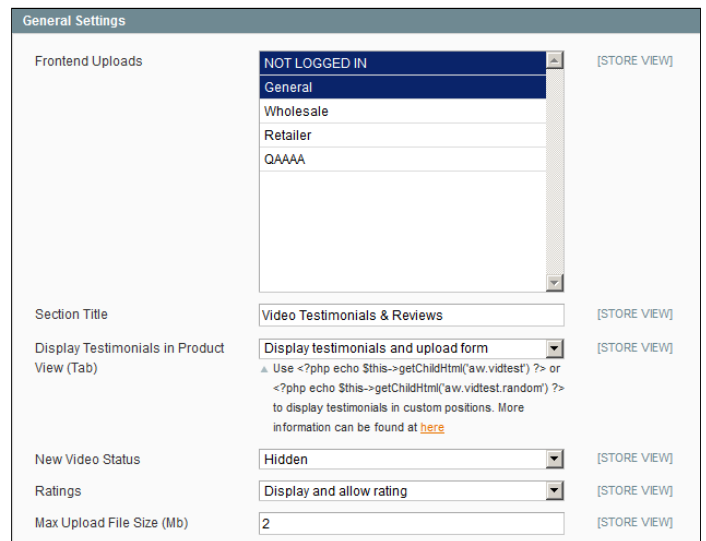 General Settings
Frontend Uploads
NOT LOGGED IN
[STORE VIEW]
General
Wholesale
Retailer
QAAAA
Section Title
Video Testimonials & Reviews
[STORE VIEW]
Display Testimonials in Product
View (Tab)
Display testimonials and upload form
[STORE VIEW]
Use <?php echo $this->getChildHtml('aw.vidtest') ?> or
<?php echo $this->getChildHtml('aw.vidtest.random') ?>
to display testimonials in custom positions. More
information can be found at here
New Video Status
Hidden
[STORE VIEW]
Ratings
Display and allow rating
[STORE VIEW]
Max Upload File Size (Mb)
2
[STORE VIEW]